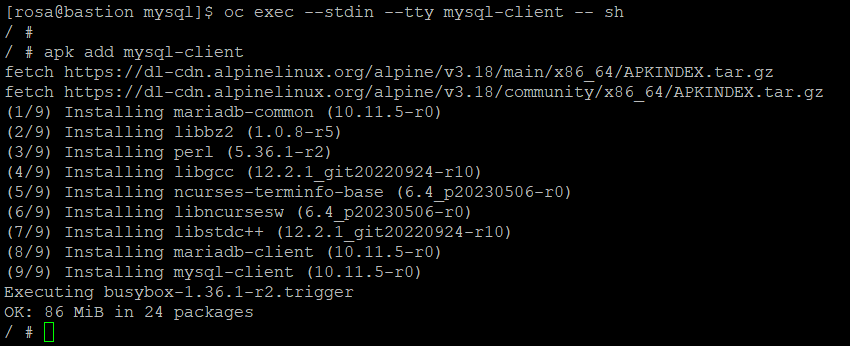 [rosa@bastion mysql]$ oc exec --stdin --tty mysql-client -- sh
/ #
/ # apk add mysql-client
fetch https://dl-cdn.alpinelinux.org/alpine/v3.18/main/x86_64/APKINDEX.tar.gz
fetch https://dl-cdn.alpinelinux.org/alpine/v3.18/community/x86_64/APKINDEX.tar.gz
(1/9) Installing mariadb-common (10.11.5-r0)
(2/9) Installing libbz2 (1.0.8-r5)
(3/9) Installing perl (5.36.1-r2)
(4/9) Installing libgcc (12.2.1_git20220924-r10)
(5/9) Installing ncurses-terminfo-base (6.4_p20230506-r0)
(6/9) Installing libncursesw (6.4_p20230506-r0)
(7/9) Installing libstdc++ (12.2.1_git20220924-r10)
(8/9) Installing mariadb-client (10.11.5-r0)
(9/9) Installing mysql-client (10.11.5-r0)
Executing busybox-1.36.1-r2.trigger
OK: 86 MiB in 24 packages
/ #